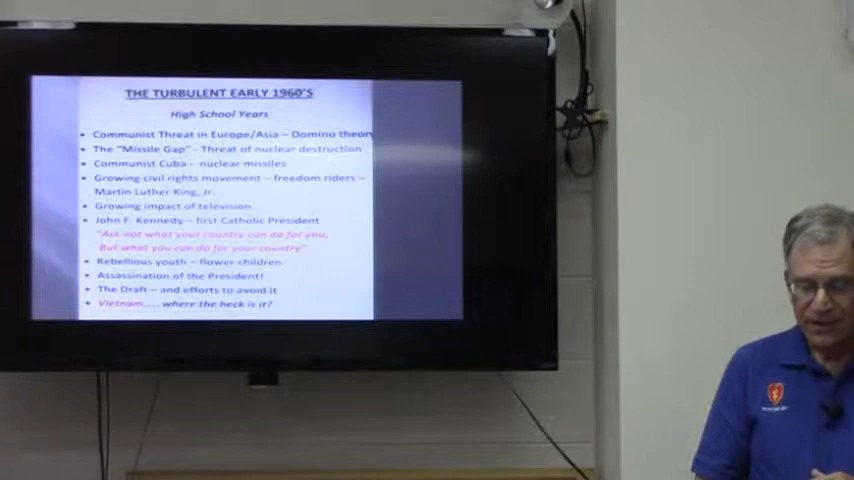 THE TURBULENT EARLY 1960'S
High School Years
• Communist Threat in Europe/Asia – Domino theory
• The "Missile Gap" - Threat of nuclear destruction
• Communist Cuba - nuclear missiles
• Growing civil rights movement – freedom riders –
Martin Luther King, Jr.
• Growing impact of television
• John F. Kennedy – first Catholic President
"Ask not what your country can do for you,
But what you can do for your country"
• Rebellious youth – flower children
• Assassination of the President!
• The Draft – and efforts to avoid it
• Vietnam..... where the heck is it?